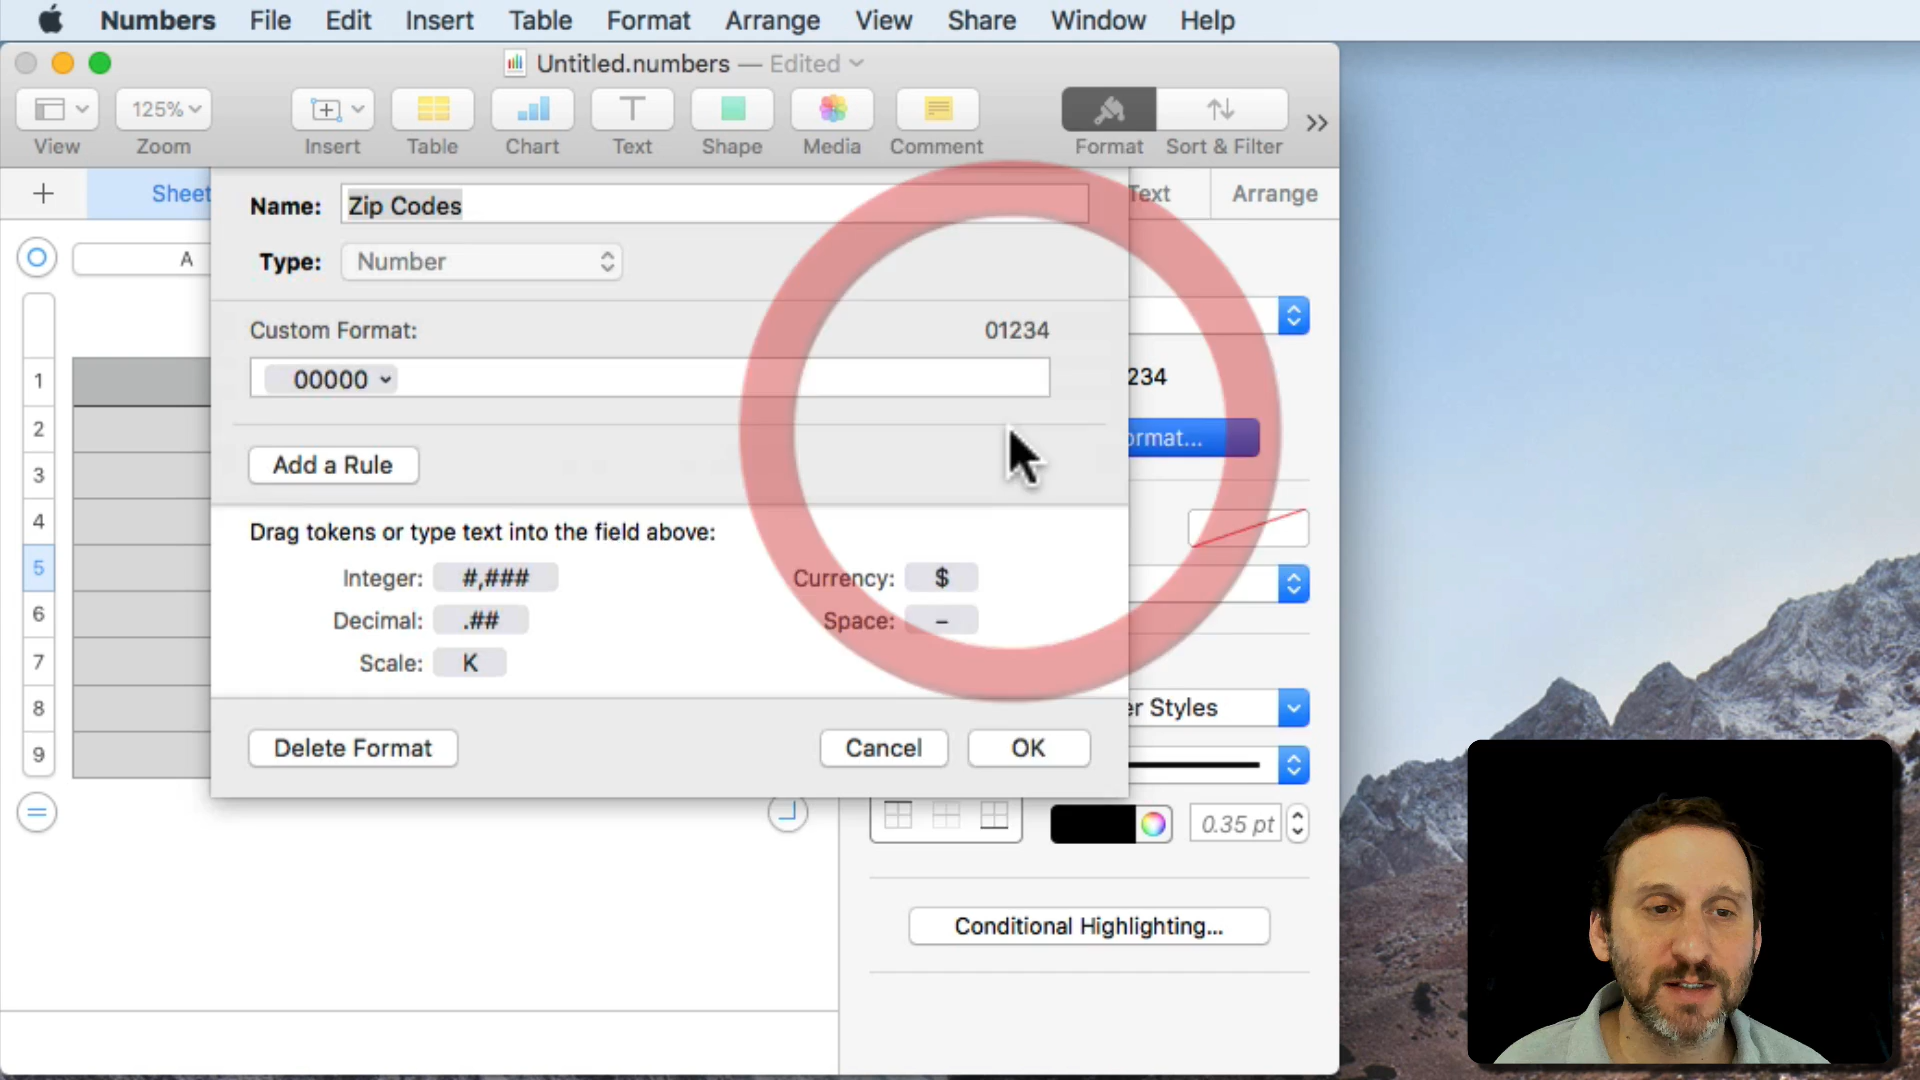 Numbers File Edit Insert Table Format Arrange View Share Window Help
Untitled.numbers — Edited
125%
View Zoom Insert Table Chart Text Shape Media Comment Format Sort & Filter
Sheet
Name: Zip Codes
Text Arrange
A
Type: Number
Custom Format: 01234
00000
234
ormat...
Add a Rule
Drag tokens or type text into the field above:
Integer: #,### Currency: $
Decimal: .## Space: –
Scale: K
er Styles
Delete Format Cancel OK
0.35 pt
Conditional Highlighting...
1
2
3
4
5
6
7
8
9